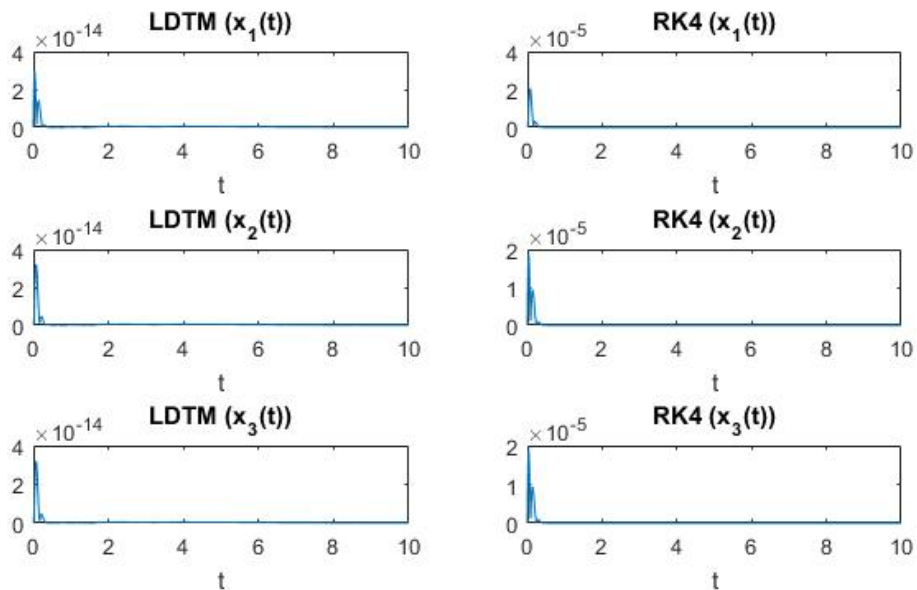 LDTM (x₁(t))
×10⁻¹⁴
4
2
0
0 2 4 6 8 10
t
RK4 (x₁(t))
×10⁻⁵
4
2
0
0 2 4 6 8 10
t
LDTM (x₂(t))
×10⁻¹⁴
4
2
0
0 2 4 6 8 10
t
RK4 (x₂(t))
×10⁻⁵
2
1
0
0 2 4 6 8 10
t
LDTM (x₃(t))
×10⁻¹⁴
4
2
0
0 2 4 6 8 10
t
RK4 (x₃(t))
×10⁻⁵
2
1
0
0 2 4 6 8 10
t